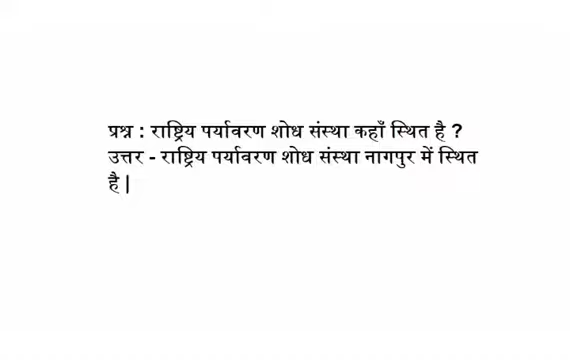 प्रश्न : राष्ट्रिय पर्यावरण शोध संस्था कहाँ स्थित है ?
उत्तर - राष्ट्रिय पर्यावरण शोध संस्था नागपुर में स्थित
है |